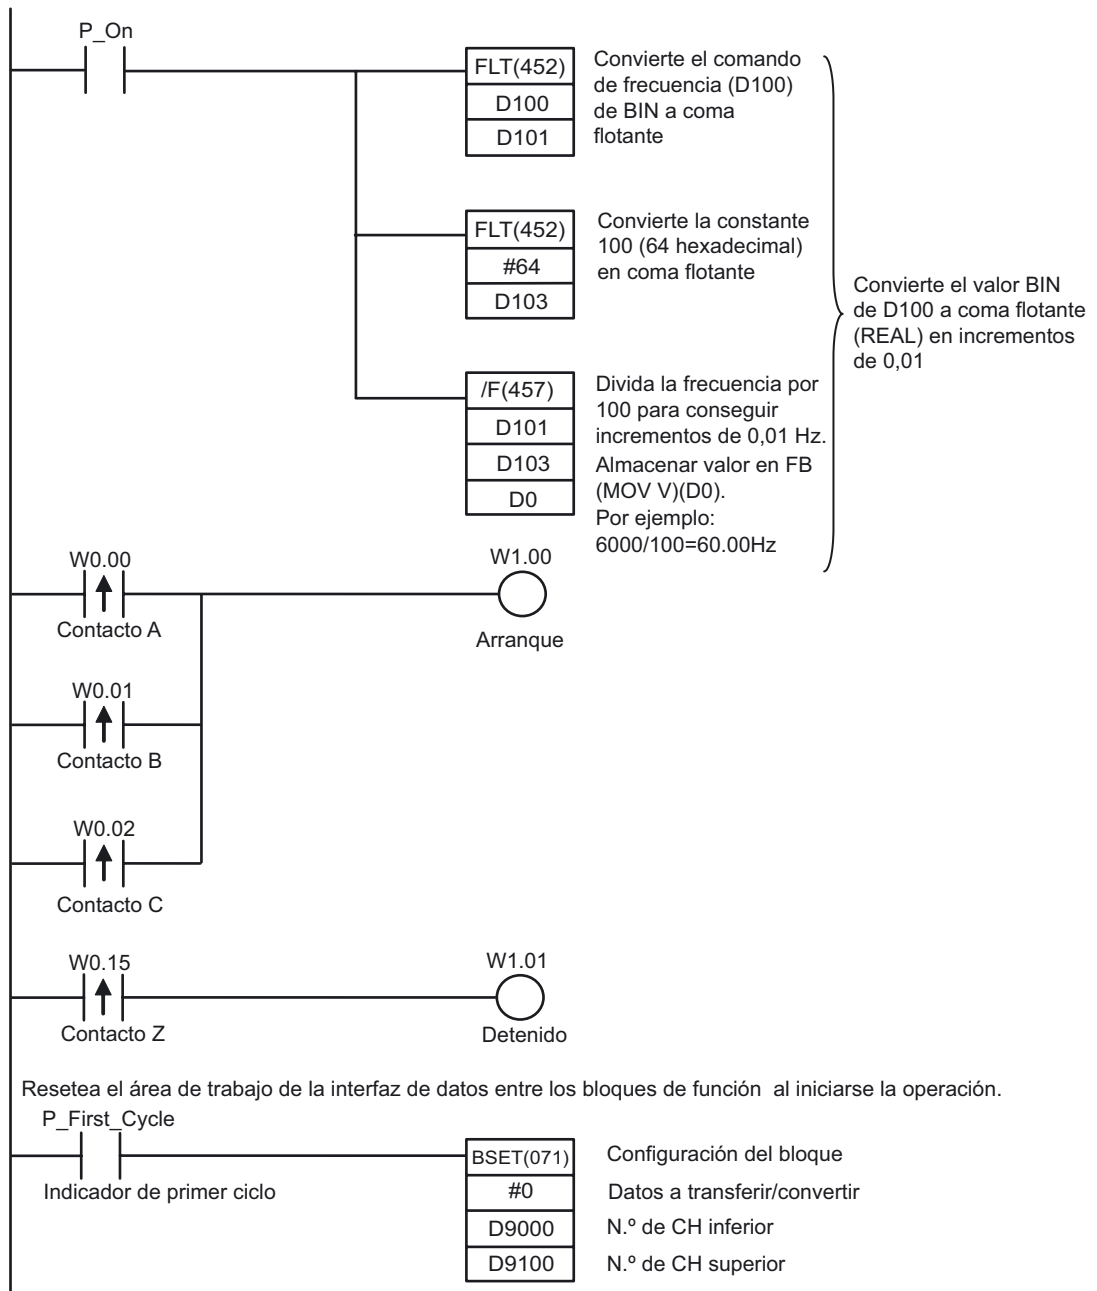 P_On
FLT(452)
D100
D101
Convierte el comando
de frecuencia (D100)
de BIN a coma
flotante
FLT(452)
#64
D103
Convierte la constante
100 (64 hexadecimal)
en coma flotante
Convierte el valor BIN
de D100 a coma flotante
(REAL) en incrementos
de 0,01
/F(457)
D101
D103
D0
Divida la frecuencia por
100 para conseguir
incrementos de 0,01 Hz.
Almacenar valor en FB
(MOV V)(D0).
Por ejemplo:
6000/100=60.00Hz
W0.00
Contacto A
W1.00
Arranque
W0.01
Contacto B
W0.02
Contacto C
W0.15
Contacto Z
W1.01
Detenido
Resetea el área de trabajo de la interfaz de datos entre los bloques de función al iniciarse la operación.
P_First_Cycle
Indicador de primer ciclo
BSET(071)
#0
D9000
D9100
Configuración del bloque
Datos a transferir/convertir
N.º de CH inferior
N.º de CH superior